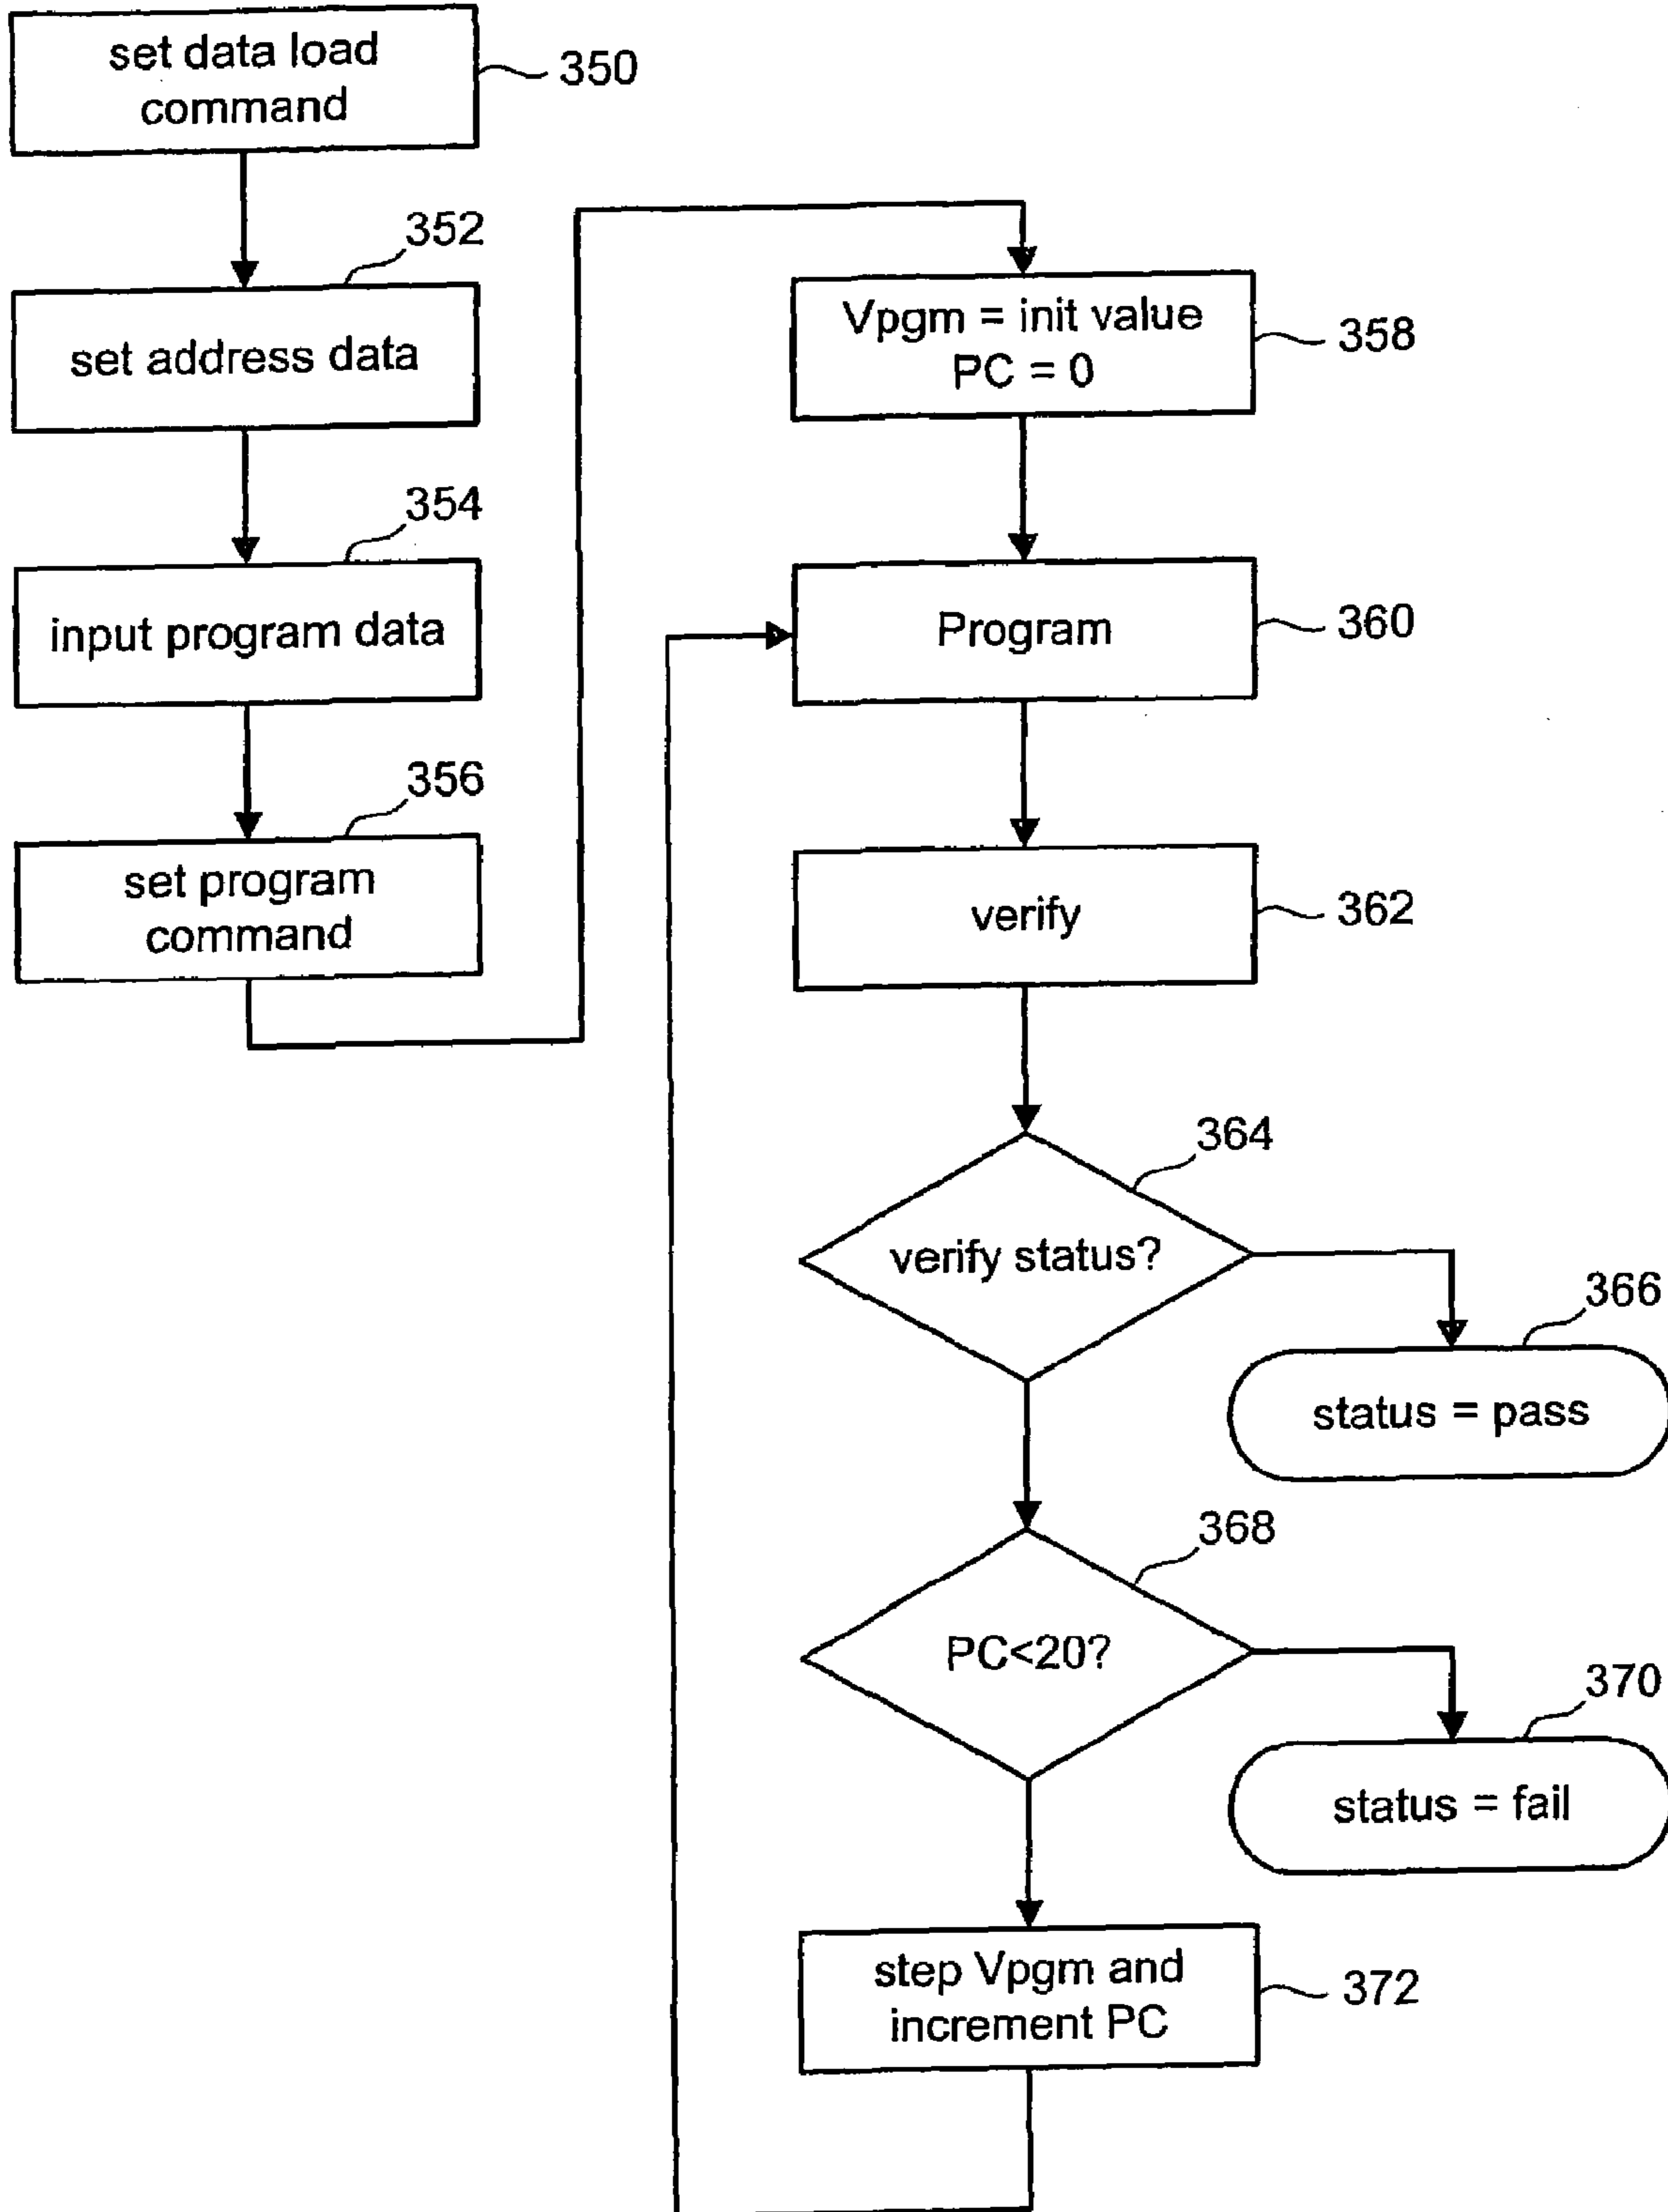 set data load
command
350
352
set address data
354
input program data
356
set program
command
Vpgm = init value
PC = 0
358
Program
360
verify
362
364
verify status?
366
status = pass
368
PC<20?
370
status = fail
step Vpgm and
increment PC
372